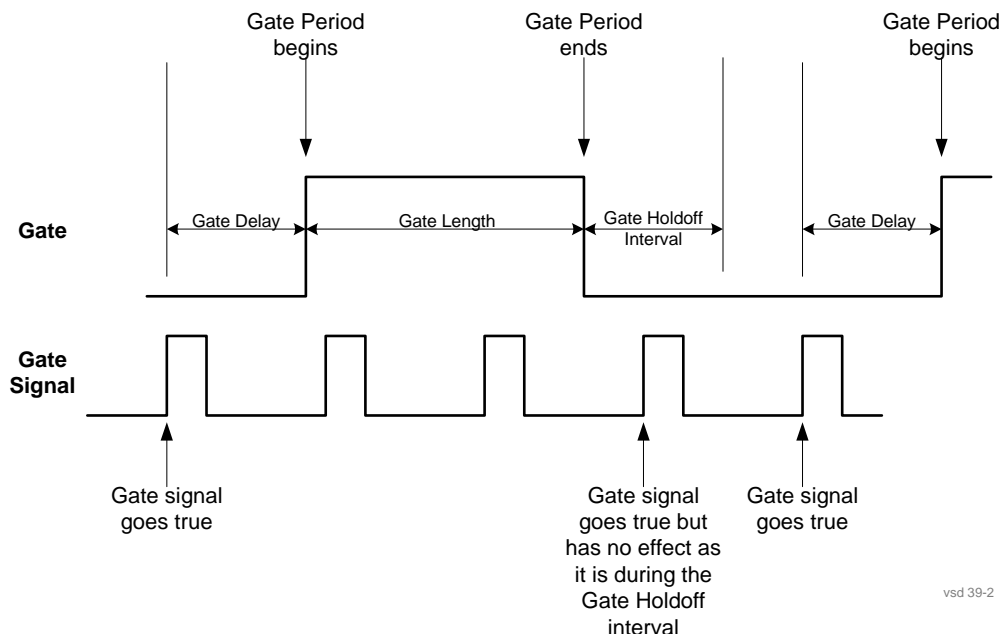 Gate Period
begins
Gate Period
ends
Gate Period
begins
Gate
Gate Delay
Gate Length
Gate Holdoff
Interval
Gate Delay
Gate
Signal
Gate signal
goes true
Gate signal
goes true but
has no effect as
it is during the
Gate Holdoff
interval
Gate signal
goes true
vsd 39-2